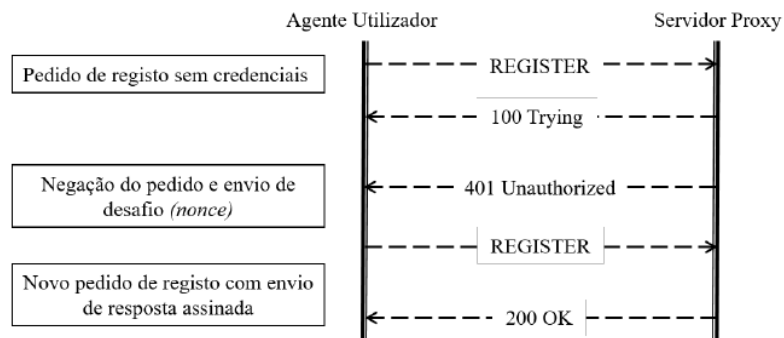 Agente Utilizador
Servidor Proxy
Pedido de registo sem credenciais
REGISTER
100 Trying
Negação do pedido e envio de
desafio (nonce)
401 Unauthorized
REGISTER
Novo pedido de registo com envio
de resposta assinada
200 OK